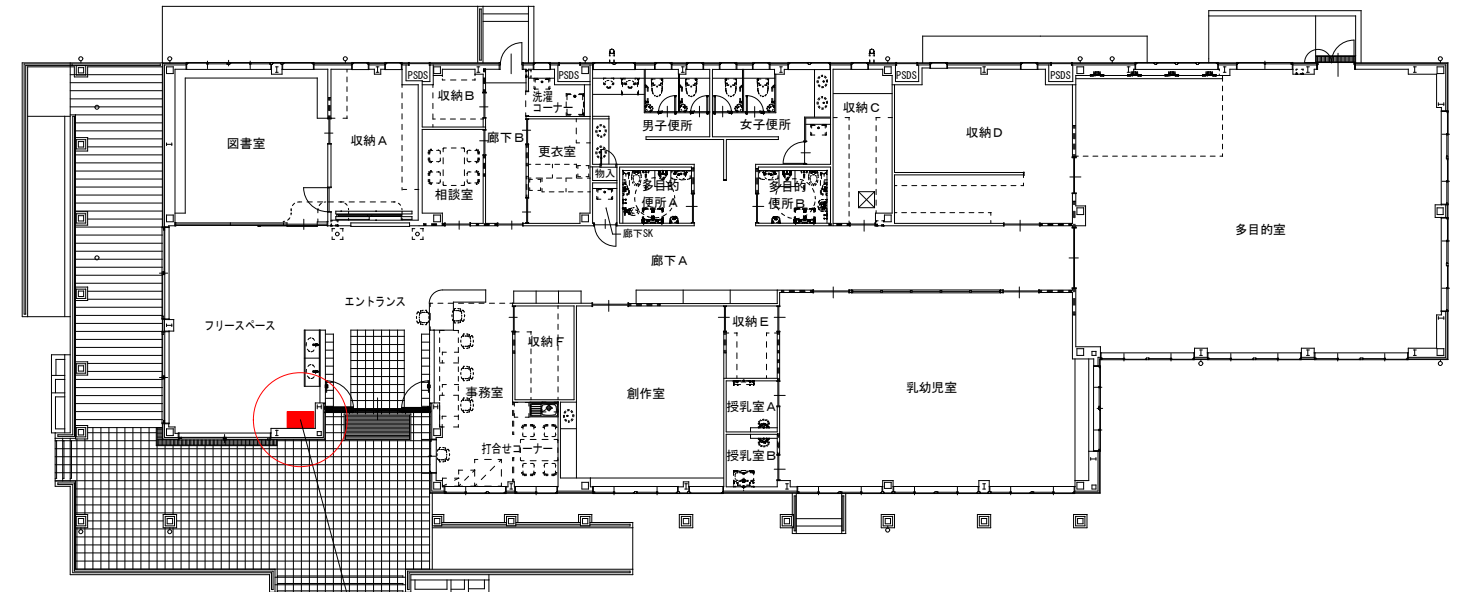 PSDS
PSDS
PSDS
PSDS
収納B
洗濯
コーナー
収納C
男子便所
女子便所
図書室
収納A
廊下B
更衣室
収納D
物入
多目的
便所A
多目的
便所B
相談室
廊下SK
多目的室
廊下A
エントランス
フリースペース
収納F
収納E
事務室
創作室
乳幼児室
授乳室A
打合せコーナー
授乳室B